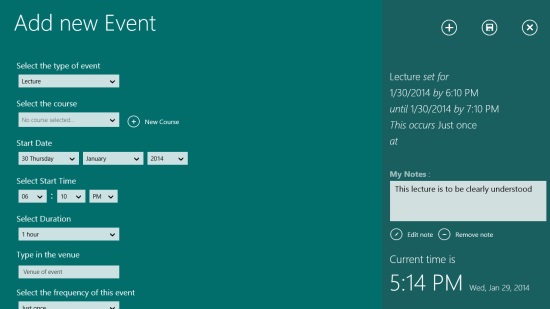 Add new Event
Select the type of event
Lecture
Select the course
No course selected...
New Course
Start Date
30 Thursday January 2014
Select Start Time
06 : 10 PM
Select Duration
1 hour
Type in the venue
Venue of event
Select the frequency of this event
Just once
Lecture set for
1/30/2014 by 6:10 PM
until 1/30/2014 by 7:10 PM
This occurs Just once
at
My Notes :
This lecture is to be clearly understood
Edit note Remove note
Current time is
5:14 PM Wed, Jan 29, 2014